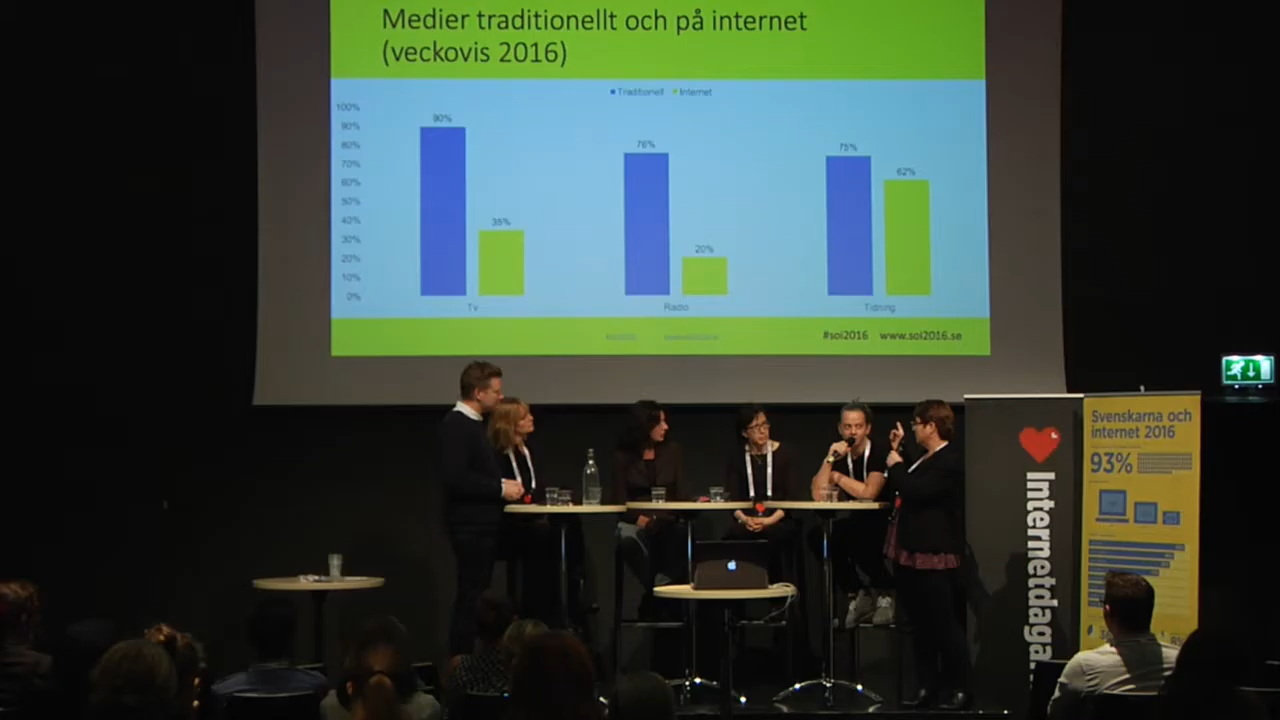 Medier traditionellt och på internet
(veckovis 2016)
Traditionell Internet
100%
90%
80%
70%
60%
50%
40%
30%
20%
10%
0%
90%
35%
76%
20%
75%
62%
Tv
Radio
Tidning
#soi2016 www.soi2016.se
Svenskarna och
internet 2016
93%
Internetdaga